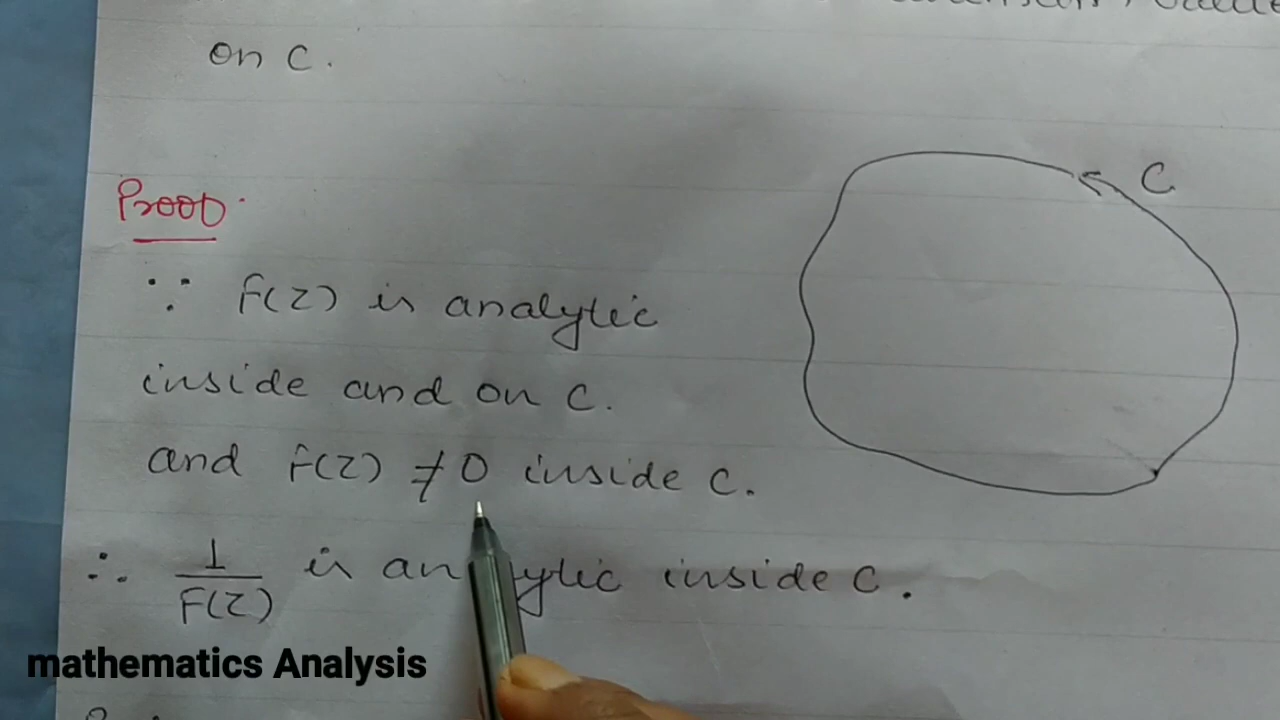 on C.
C
Proof.
∵ f(z) is analytic
inside and on C.
and f(z) ≠ 0 inside C.
∴ 1/f(z) is analytic inside C.
mathematics Analysis